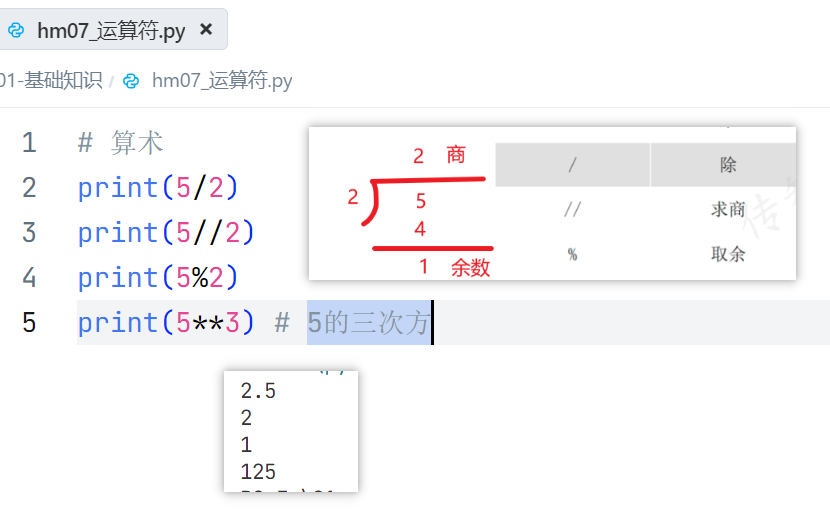 hm07_运算符.py ×
01-基础知识 / hm07_运算符.py
1 # 算术
2 print(5/2)
3 print(5//2)
4 print(5%2)
5 print(5**3) # 5的三次方
2 商
2 5
4
1 余数
/ 除
// 求商
% 取余
传
2.5
2
1
125